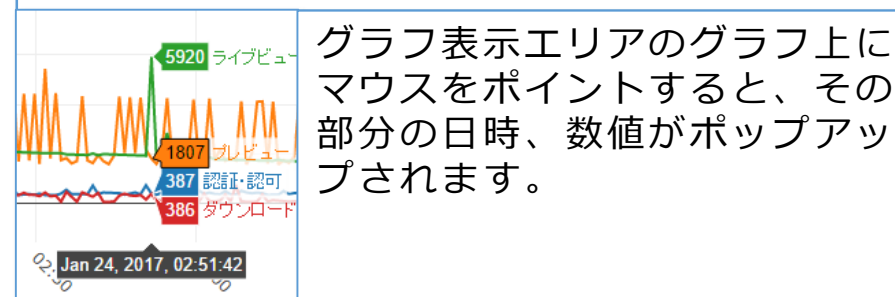 5920 ライブビュー
1807 プレビュー
387 認証・認可
386 ダウンロード
Jan 24, 2017, 02:51:42
グラフ表示エリアのグラフ上に
マウスをポイントすると、その
部分の日時、数値がポップアッ
プされます。